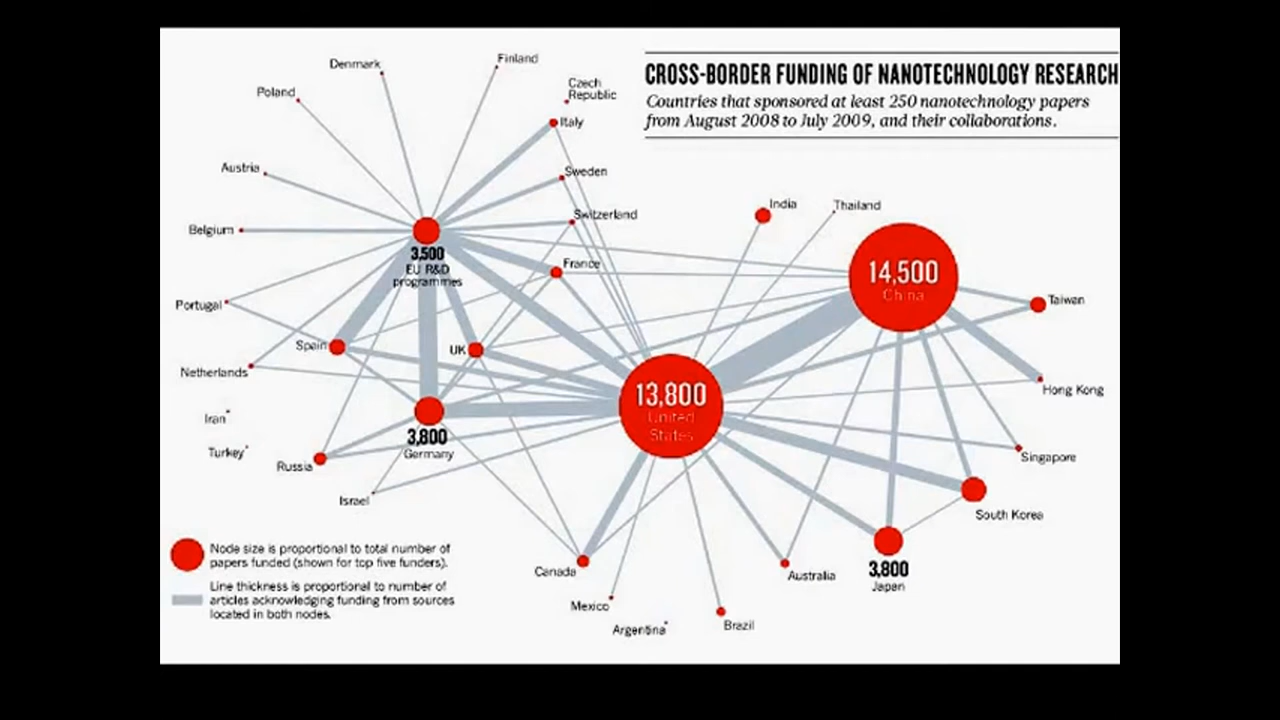 CROSS-BORDER FUNDING OF NANOTECHNOLOGY RESEARCH
Countries that sponsored at least 250 nanotechnology papers
from August 2008 to July 2009, and their collaborations.
Finland
Denmark
Czech
Republic
Poland
Italy
Austria
Sweden
India
Thailand
Switzerland
Belgium
3,500
EU R&D
programmes
France
14,500
China
Taiwan
Portugal
Spain
UK
Netherlands
13,800
United
States
Hong Kong
Iran
3,800
Germany
Turkey
Russia
Singapore
Israel
South Korea
Canada
Australia
3,800
Japan
Mexico
Argentina
Brazil
Node size is proportional to total number of
papers funded (shown for top five funders).
Line thickness is proportional to number of
articles acknowledging funding from sources
located in both nodes.